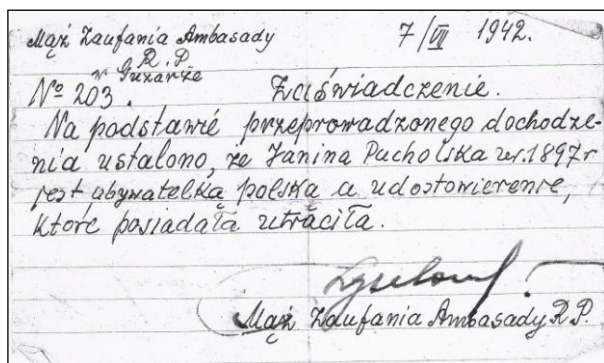 Mąż Zaufania Ambasady 7/VII 1942.
R. P
w Guzarze
№ 203. Zaświadczenie.
Na podstawie przeprowadzonego dochodze-
nia ustalono, że Janina Pacholska ur. 1897 r
jest obywatelką polską a udostowierenie,
które posiadała utraciła.
Mąż Zaufania Ambasady R.P.